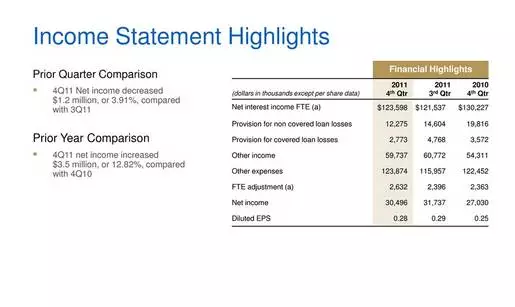 Income Statement Highlights
Prior Quarter Comparison
4Q11 Net income decreased
$1.2 million, or 3.91%, compared
with 3Q11
Prior Year Comparison
4Q11 net income increased
$3.5 million, or 12.82%, compared
with 4Q10
Financial Highlights
2011 2011 2010
(dollars in thousands except per share data) 4th Qtr 3rd Qtr 4th Qtr
Net interest income FTE (a) $123,598 $121,537 $130,227
Provision for non covered loan losses 12,275 14,604 19,816
Provision for covered loan losses 2,773 4,768 3,572
Other income 59,737 60,772 54,311
Other expenses 123,874 115,957 122,452
FTE adjustment (a) 2,632 2,396 2,363
Net income 30,496 31,737 27,030
Diluted EPS 0.28 0.29 0.25